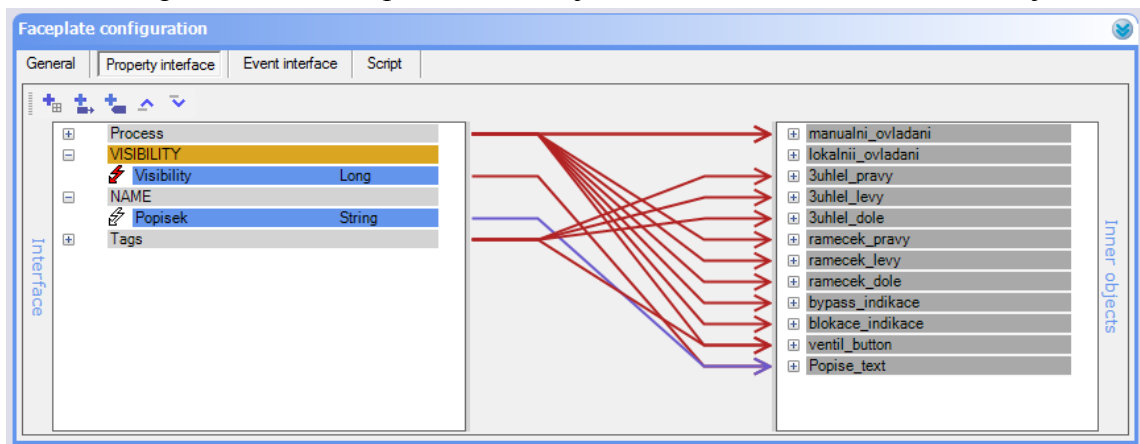 Faceplate configuration
General Property interface Event interface Script
Interface
Process
VISIBILITY
Visibility Long
NAME
Popisek String
Tags
manualni_ovladani
lokalnii_ovladani
3uhlel_pravy
3uhlel_levy
3uhlel_dole
ramecek_pravy
ramecek_levy
ramecek_dole
bypass_indikace
blokace_indikace
ventil_button
Popise_text
Inner objects